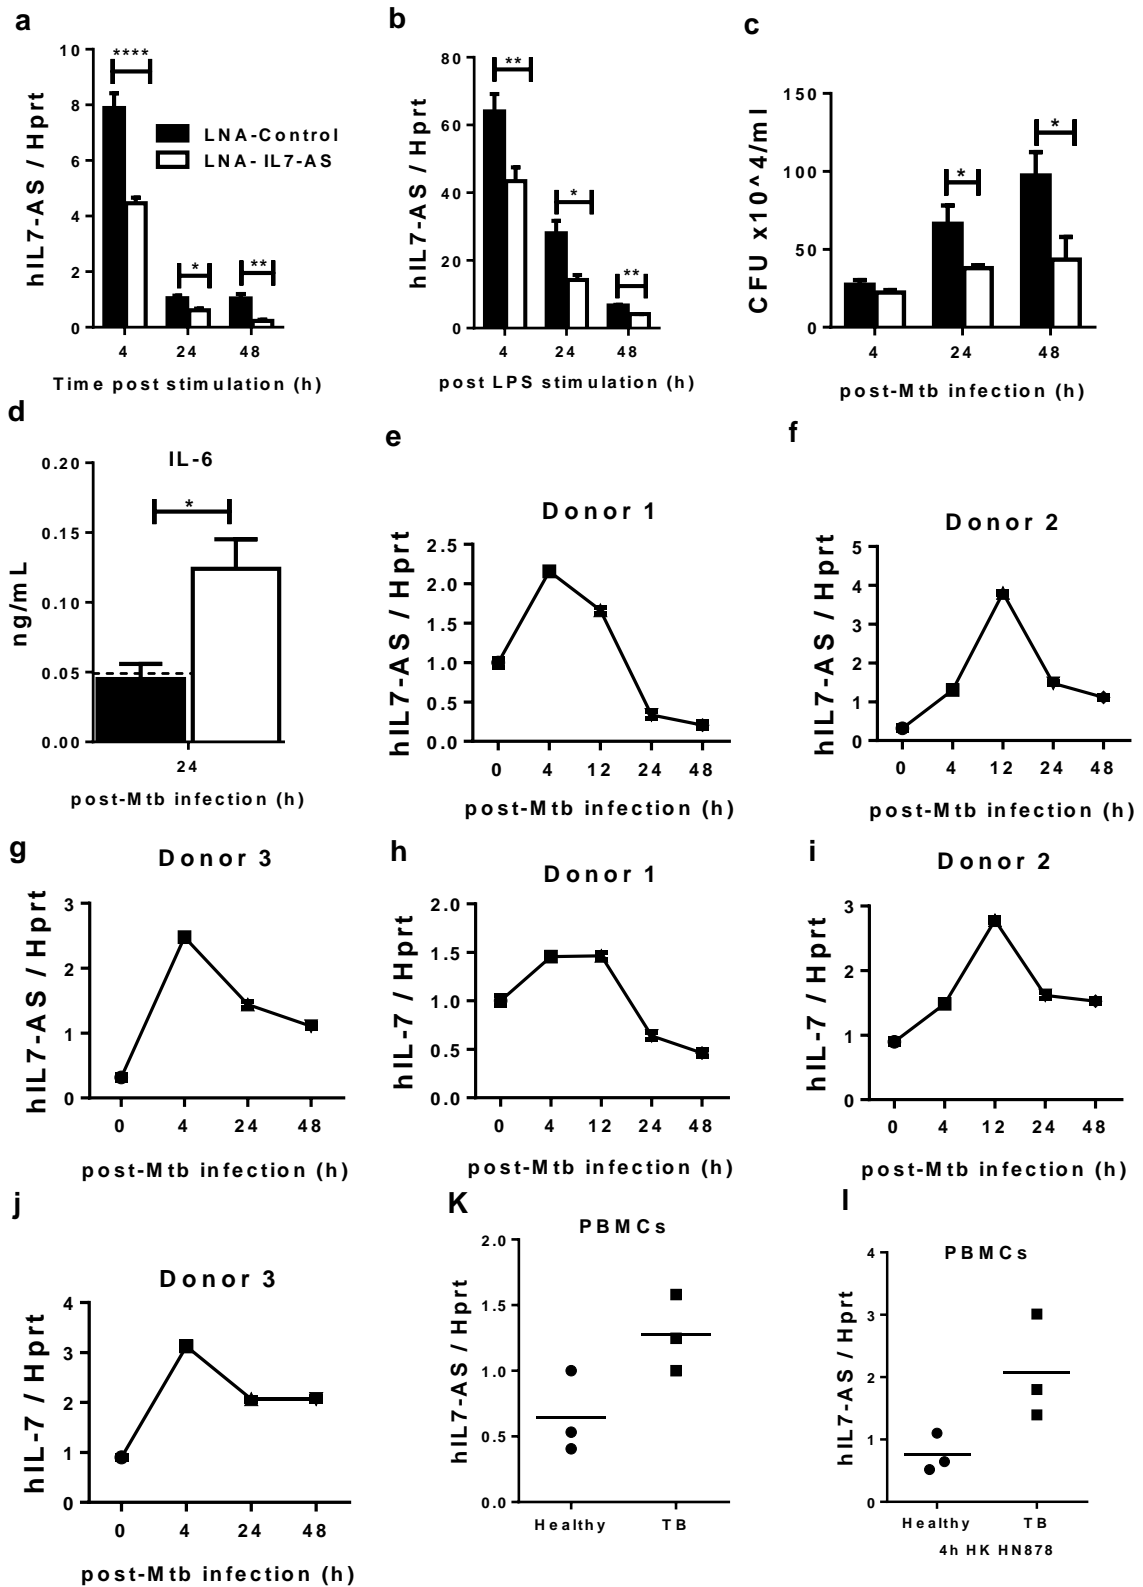 a
hIL7-AS / Hprt
10
8
6
4
2
0
****
*
**
LNA-Control
LNA- IL7-AS
4 24 48
Time post stimulation (h)
b
hIL7-AS / Hprt
80
60
40
20
0
**
*
**
4 24 48
post LPS stimulation (h)
c
CFU x10^4/ml
150
100
50
0
*
*
4 24 48
post-Mtb infection (h)
d
IL-6
ng/mL
0.20
0.15
0.10
0.05
0.00
*
24
post-Mtb infection (h)
e
Donor 1
hIL7-AS / Hprt
2.5
2.0
1.5
1.0
0.5
0.0
0 4 12 24 48
post-Mtb infection (h)
f
Donor 2
hIL7-AS / Hprt
5
4
3
2
1
0
0 4 12 24 48
post-Mtb infection (h)
g
Donor 3
hIL7-AS / Hprt
3
2
1
0
0 4 24 48
post-Mtb infection (h)
h
Donor 1
hIL-7 / Hprt
2.0
1.5
1.0
0.5
0.0
0 4 12 24 48
post-Mtb infection (h)
i
Donor 2
hIL-7 / Hprt
3
2
1
0
0 4 12 24 48
post-Mtb infection (h)
j
Donor 3
hIL-7 / Hprt
4
3
2
1
0
0 4 24 48
post-Mtb infection (h)
K
PBMCs
hIL7-AS / Hprt
2.0
1.5
1.0
0.5
0.0
Healthy TB
l
PBMCs
hIL7-AS / Hprt
4
3
2
1
0
Healthy TB
4h HK HN878